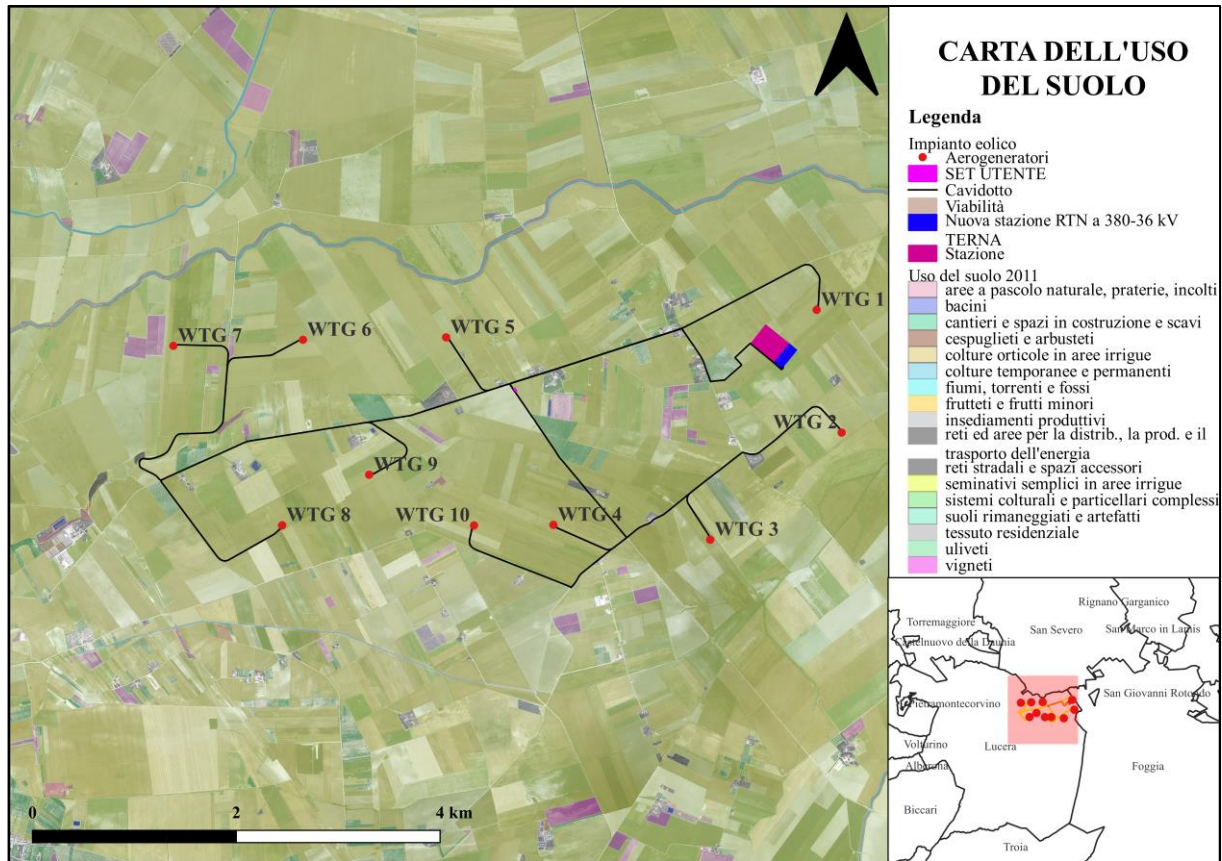 CARTA DELL'USO
DEL SUOLO
Legenda
Impianto eolico
Aerogeneratori
SET UTENTE
Cavidotto
Viabilità
Nuova stazione RTN a 380-36 kV
TERNA
Stazione
Uso del suolo 2011
aree a pascolo naturale, praterie, incolti
bacini
cantieri e spazi in costruzione e scavi
cespuglieti e arbusteti
colture orticole in aree irrigue
colture temporanee e permanenti
fiumi, torrenti e fossi
frutteti e frutti minori
insediamenti produttivi
reti ed aree per la distrib., la prod. e il
trasporto dell'energia
reti stradali e spazi accessori
seminativi semplici in aree irrigue
sistemi colturali e particellari complessi
suoli rimaneggiati e artefatti
tessuto residenziale
uliveti
vigneti
WTG 1
WTG 7
WTG 6
WTG 5
WTG 2
WTG 9
WTG 8
WTG 10
WTG 4
WTG 3
0
2
4 km
Rignano Garganico
Torremaggiore
San Severo
San Marco in Lamis
Castelnuovo della Daunia
San Giovanni Rotondo
Pietramontecorvino
Volturino
Lucera
Alberona
Foggia
Biccari
Troia